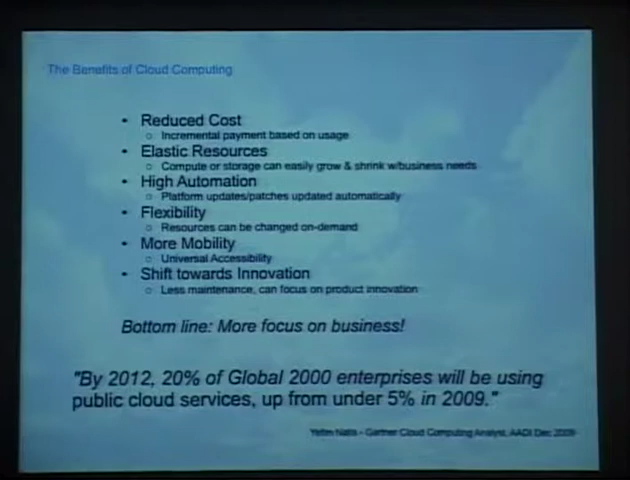 The Benefits of Cloud Computing
• Reduced Cost
o Incremental payment based on usage
• Elastic Resources
o Compute or storage can easily grow & shrink w/business needs
• High Automation
o Platform updates/patches updated automatically
• Flexibility
o Resources can be changed on-demand
• More Mobility
o Universal Accessibility
• Shift towards Innovation
o Less maintenance, can focus on product innovation
Bottom line: More focus on business!
"By 2012, 20% of Global 2000 enterprises will be using
public cloud services, up from under 5% in 2009."
- Gartner Cloud Computing Analyst, AADI Dec 2009